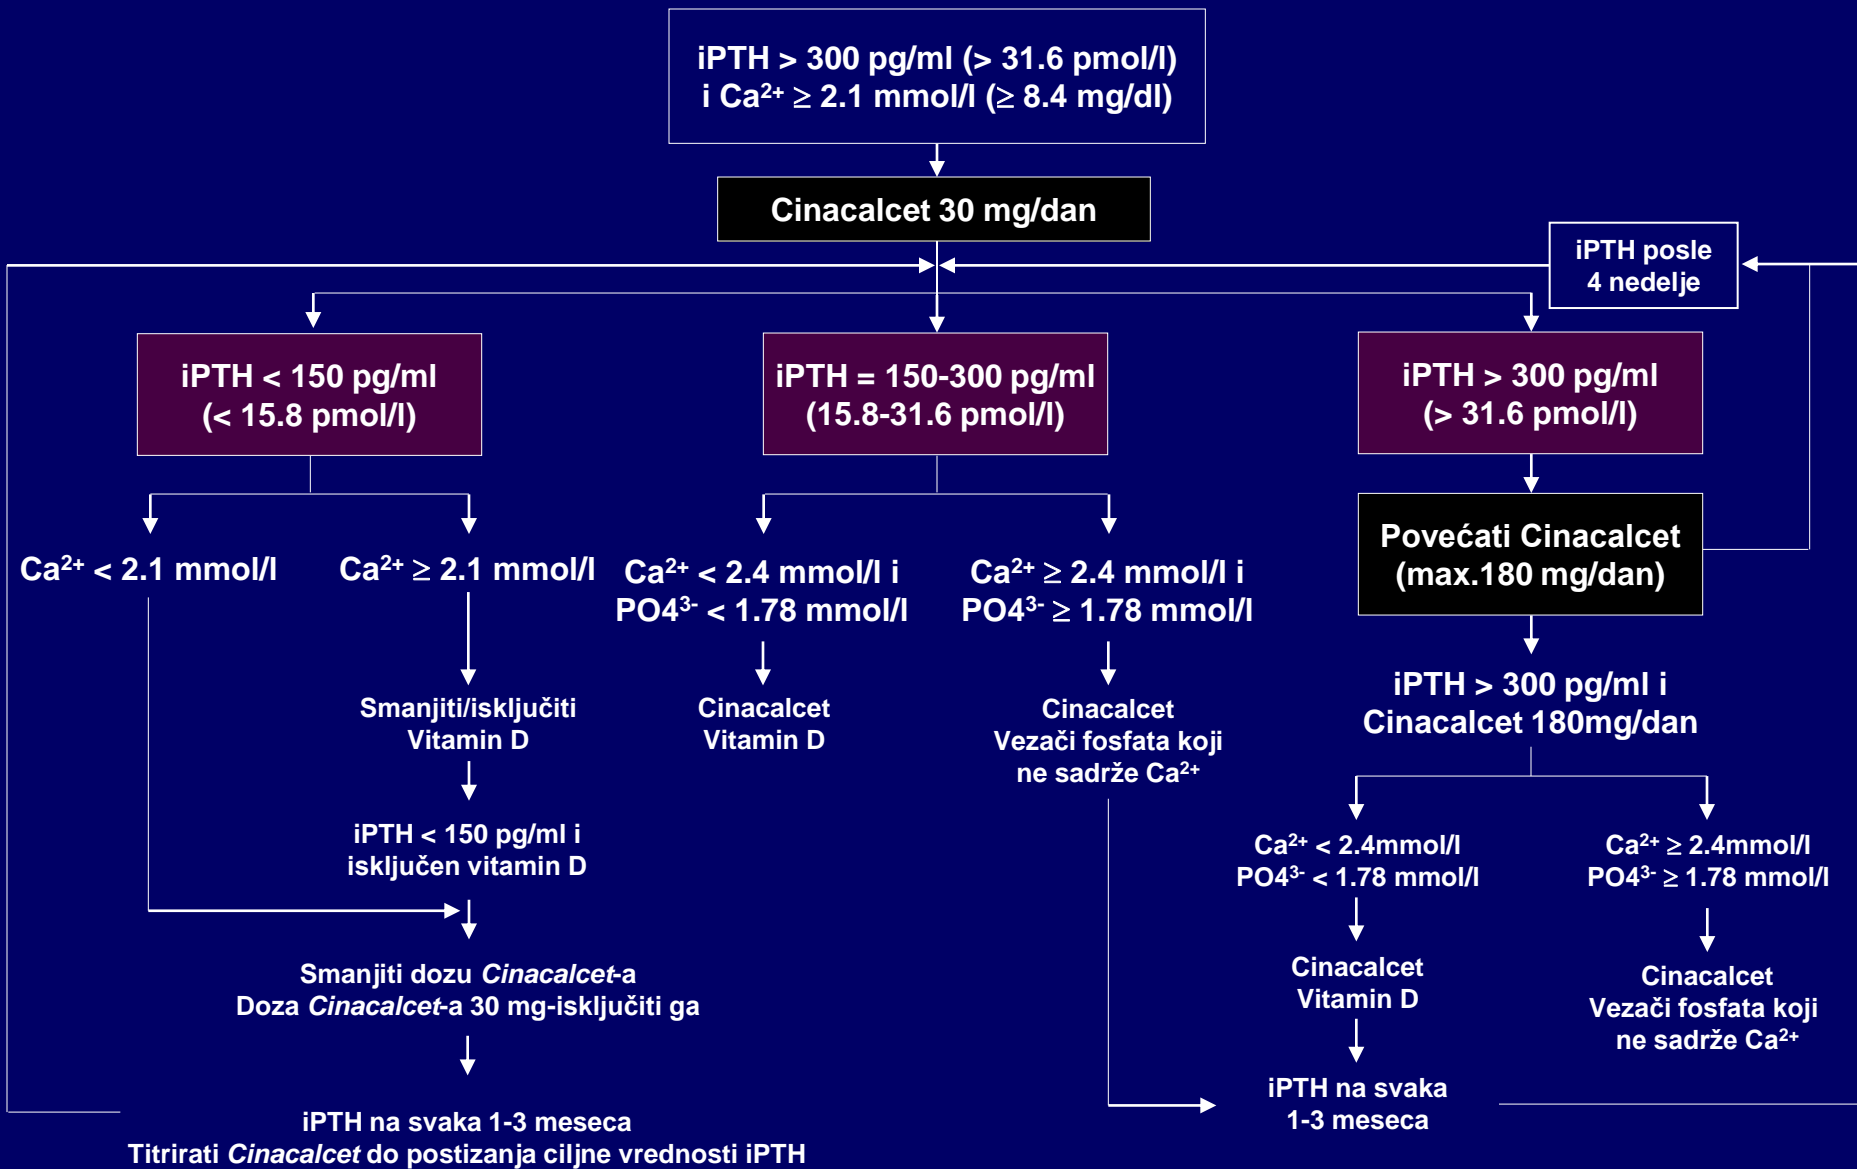 iPTH > 300 pg/ml (> 31.6 pmol/l)
i Ca²⁺ ≥ 2.1 mmol/l (≥ 8.4 mg/dl)
Cinacalcet 30 mg/dan
iPTH posle
4 nedelje
iPTH < 150 pg/ml
(< 15.8 pmol/l)
iPTH = 150-300 pg/ml
(15.8-31.6 pmol/l)
iPTH > 300 pg/ml
(> 31.6 pmol/l)
Ca²⁺ < 2.1 mmol/l
Ca²⁺ ≥ 2.1 mmol/l
Ca²⁺ < 2.4 mmol/l i
PO4³⁻ < 1.78 mmol/l
Ca²⁺ ≥ 2.4 mmol/l i
PO4³⁻ ≥ 1.78 mmol/l
Povećati Cinacalcet
(max.180 mg/dan)
Smanjiti/isključiti
Vitamin D
Cinacalcet
Vitamin D
Cinacalcet
Vezači fosfata koji
ne sadrže Ca²⁺
iPTH > 300 pg/ml i
Cinacalcet 180mg/dan
iPTH < 150 pg/ml i
isključen vitamin D
Ca²⁺ < 2.4mmol/l
PO4³⁻ < 1.78 mmol/l
Ca²⁺ ≥ 2.4mmol/l
PO4³⁻ ≥ 1.78 mmol/l
Smanjiti dozu Cinacalcet-a
Doza Cinacalcet-a 30 mg-isključiti ga
Cinacalcet
Vitamin D
Cinacalcet
Vezači fosfata koji
ne sadrže Ca²⁺
iPTH na svaka 1-3 meseca
Titrirati Cinacalcet do postizanja ciljne vrednosti iPTH
iPTH na svaka
1-3 meseca